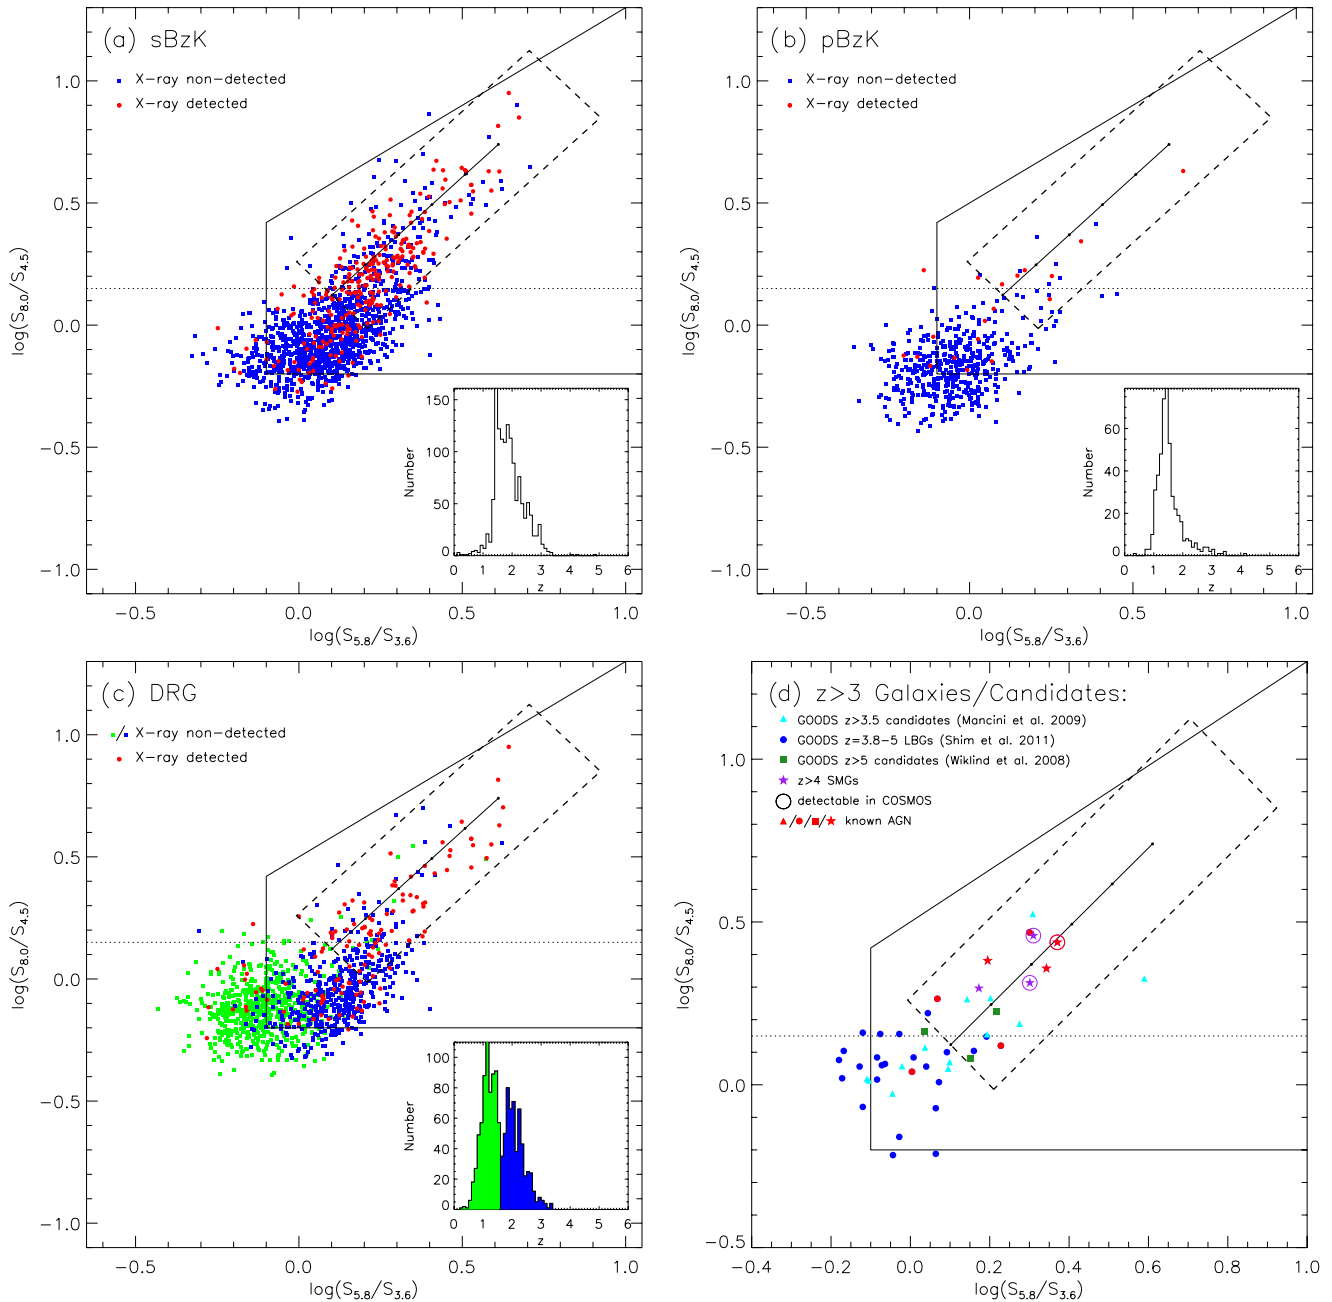 (a) sBzK
X-ray non-detected
X-ray detected
1.0
0.5
0.0
−0.5
−1.0
log(S8.0/S4.5)
−0.5 0.0 0.5 1.0
log(S5.8/S3.6)
150
100
50
0
Number
0 1 2 3 4 5 6
z
(b) pBzK
X-ray non-detected
X-ray detected
1.0
0.5
0.0
−0.5
−1.0
log(S8.0/S4.5)
−0.5 0.0 0.5 1.0
log(S5.8/S3.6)
60
40
20
0
Number
0 1 2 3 4 5 6
z
(c) DRG
/ X-ray non-detected
X-ray detected
1.0
0.5
0.0
−0.5
−1.0
log(S8.0/S4.5)
−0.5 0.0 0.5 1.0
log(S5.8/S3.6)
100
80
60
40
20
0
Number
0 1 2 3 4 5 6
z
(d) z>3 Galaxies/Candidates:
GOODS z>3.5 candidates (Mancini et al. 2009)
GOODS z=3.8−5 LBGs (Shim et al. 2011)
GOODS z>5 candidates (Wiklind et al. 2008)
z>4 SMGs
detectable in COSMOS
/ / / known AGN
1.0
0.5
0.0
−0.5
log(S8.0/S4.5)
−0.4 −0.2 0.0 0.2 0.4 0.6 0.8 1.0
log(S5.8/S3.6)